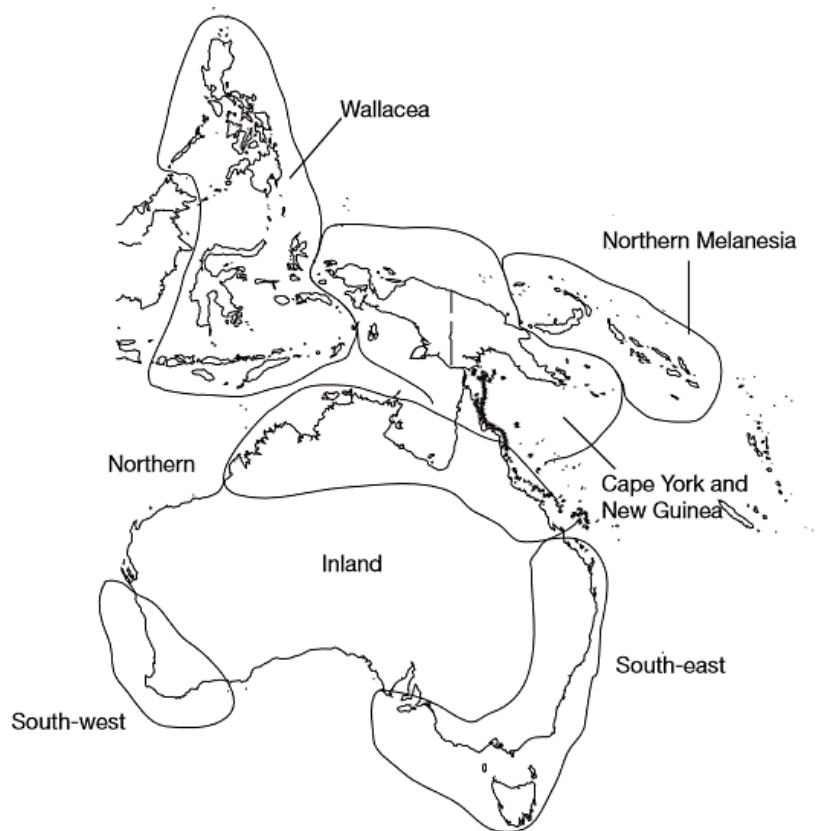 Wallacea
Northern Melanesia
Northern
Cape York and
New Guinea
Inland
South-east
South-west